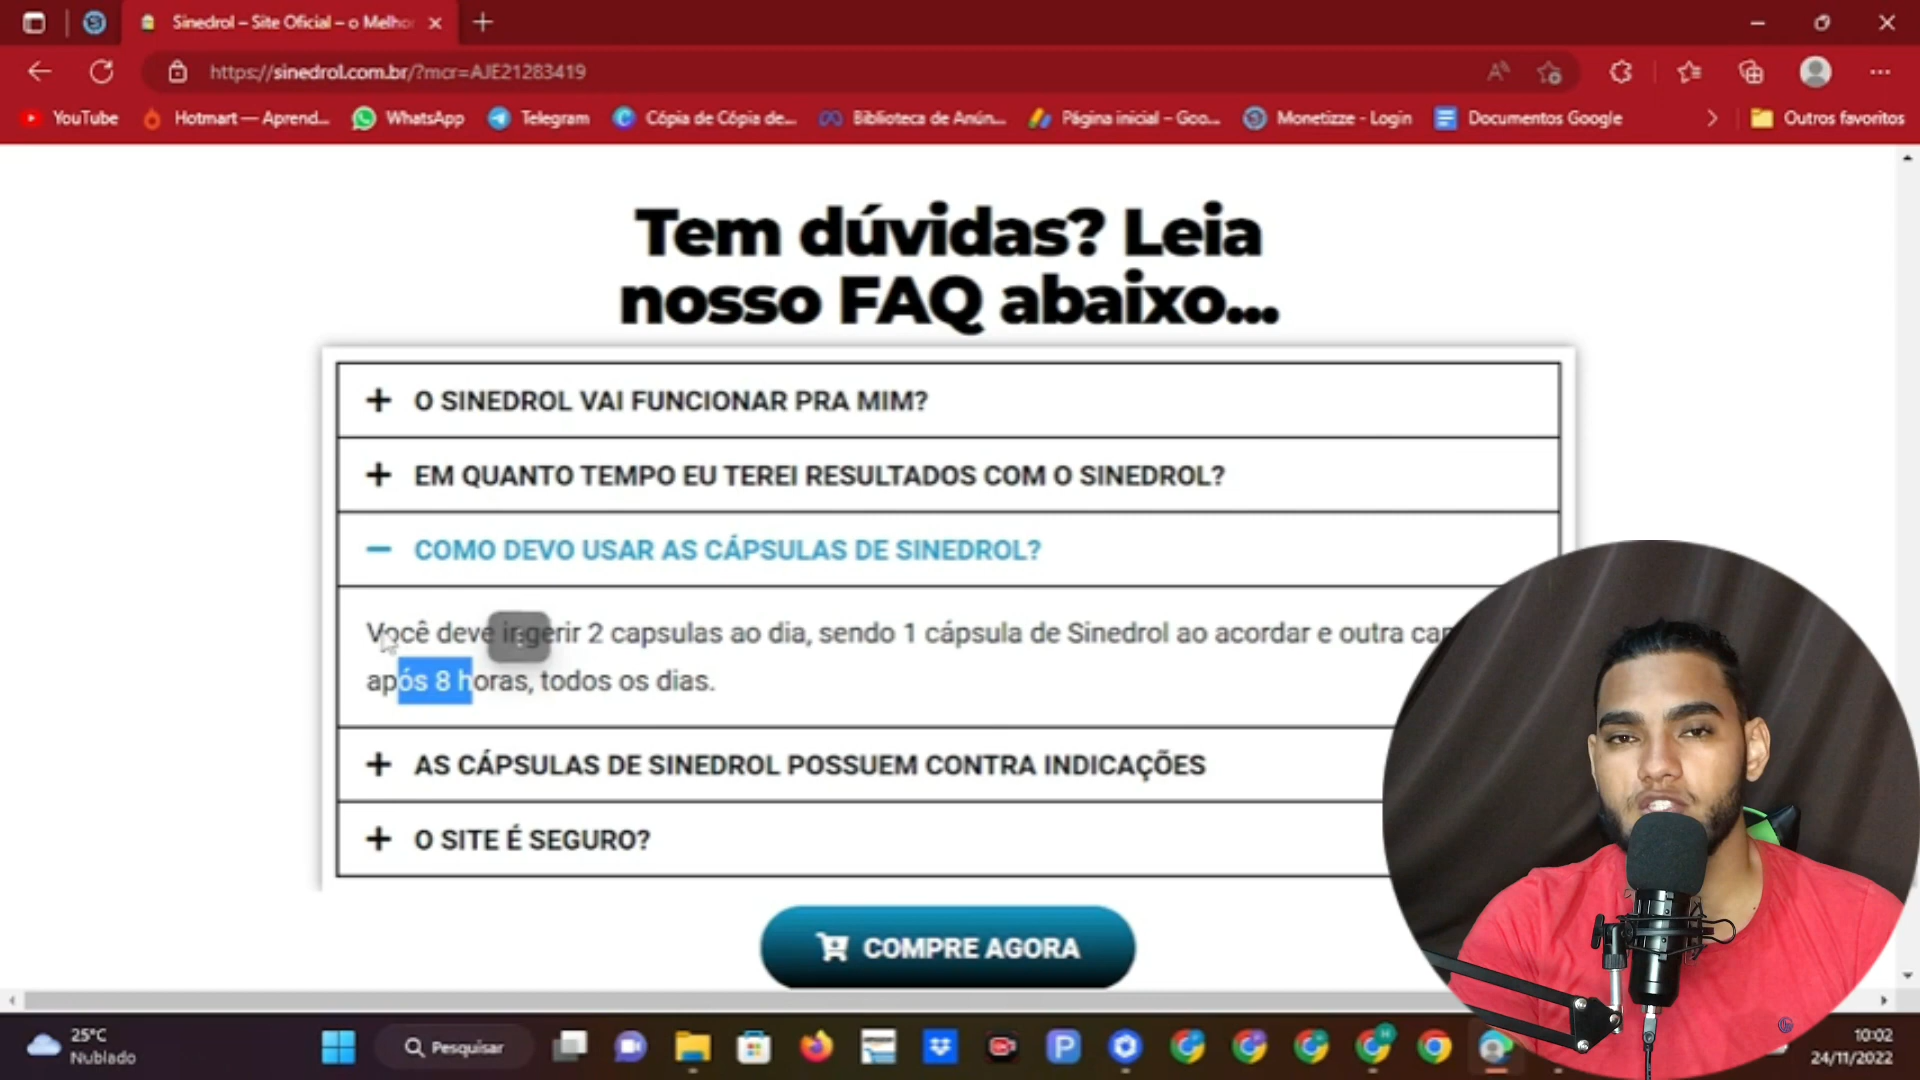 Sinedrol – Site Oficial – o Melho
https://sinedrol.com.br/?mcr=AJE21283419
YouTube
Hotmart — Aprend...
WhatsApp
Telegram
Cópia de Cópia de...
Biblioteca de Anún...
Página inicial – Goo...
Monetizze - Login
Documentos Google
Outros favoritos
Tem dúvidas? Leia
nosso FAQ abaixo...
O SINEDROL VAI FUNCIONAR PRA MIM?
EM QUANTO TEMPO EU TEREI RESULTADOS COM O SINEDROL?
COMO DEVO USAR AS CÁPSULAS DE SINEDROL?
Você deve ingerir 2 capsulas ao dia, sendo 1 cápsula de Sinedrol ao acordar e outra
após 8 horas, todos os dias.
AS CÁPSULAS DE SINEDROL POSSUEM CONTRA INDICAÇÕES
O SITE É SEGURO?
COMPRE AGORA
25°C
Nublado
Pesquisar
10:02
24/11/2022